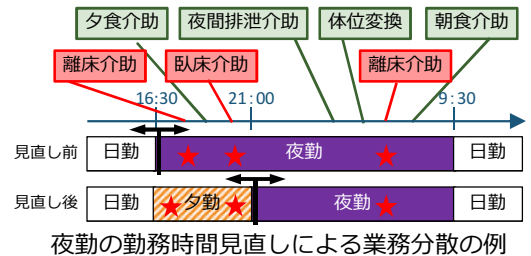 夕食介助 夜間排泄介助 体位変換 朝食介助
離床介助 臥床介助 離床介助
16:30 21:00 9:30
見直し前 日勤 夜勤 日勤
見直し後 日勤 夕勤 夜勤 日勤
夜勤の勤務時間見直しによる業務分散の例